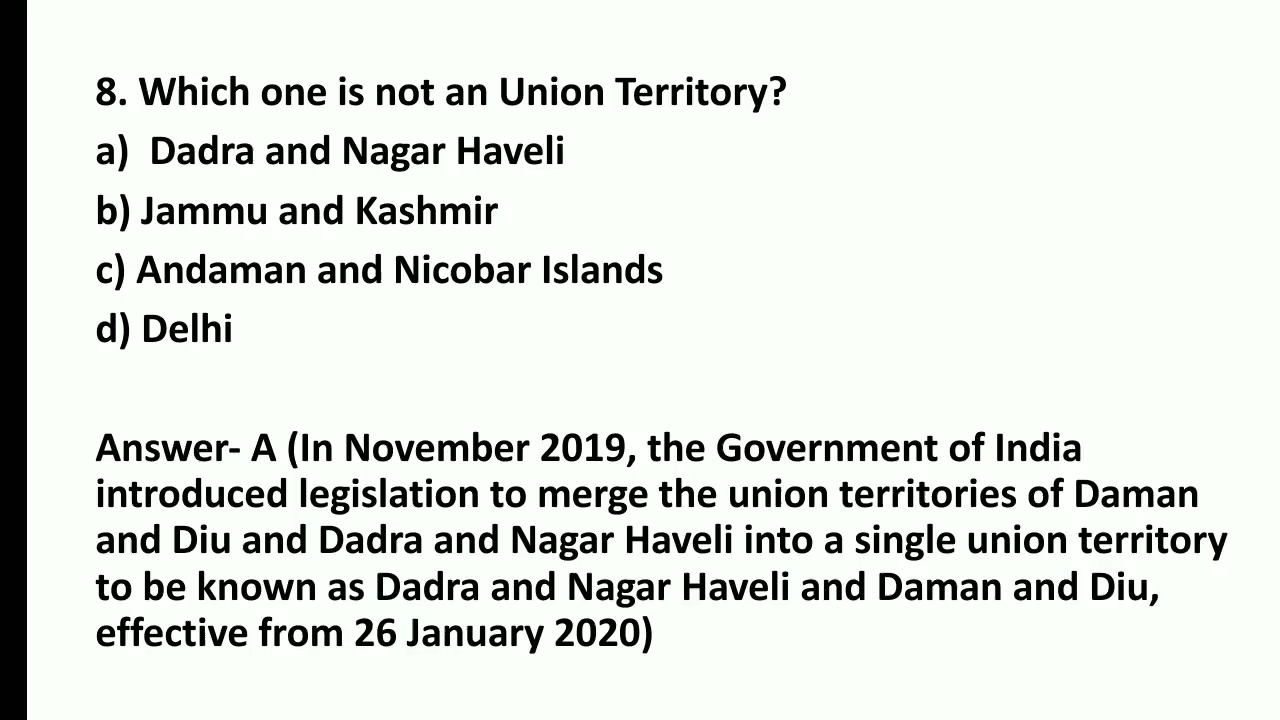 8. Which one is not an Union Territory?
a)  Dadra and Nagar Haveli
b) Jammu and Kashmir
c) Andaman and Nicobar Islands
d) Delhi
Answer- A (In November 2019, the Government of India
introduced legislation to merge the union territories of Daman
and Diu and Dadra and Nagar Haveli into a single union territory
to be known as Dadra and Nagar Haveli and Daman and Diu,
effective from 26 January 2020)